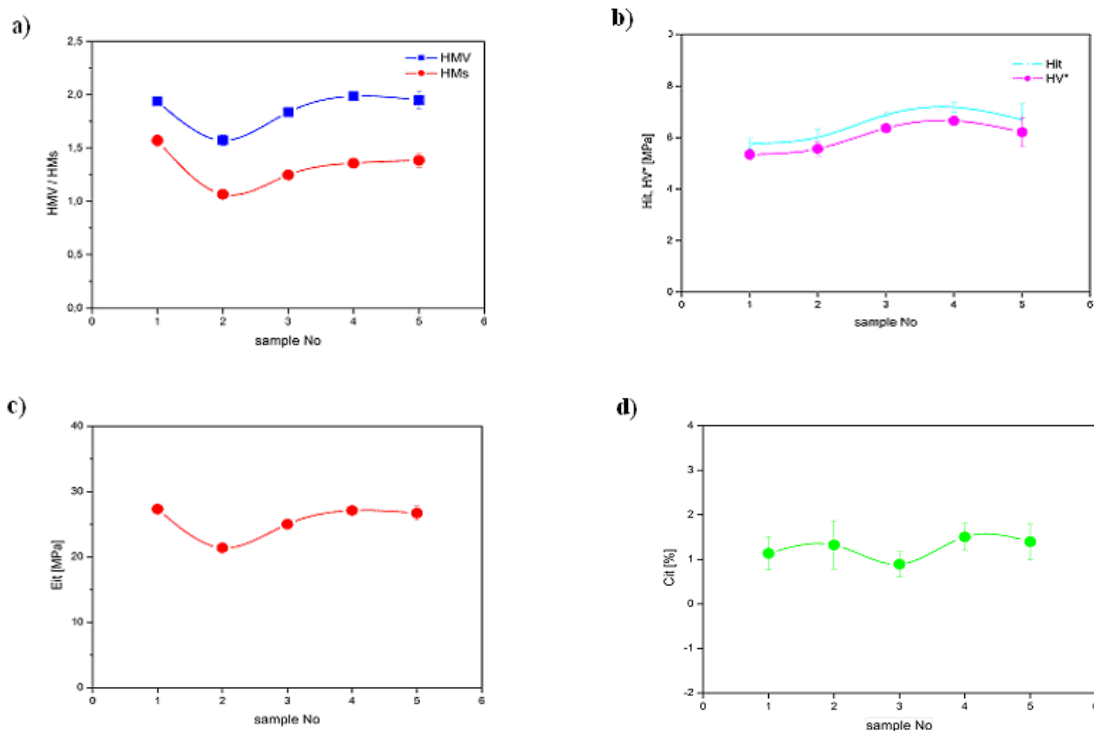 a)
2,5
2,0
1,5
1,0
0,5
0,0
HMV / HMs
HMV
HMs
0 1 2 3 4 5 6
sample No
b)
8
6
4
2
0
Hit, HV* [MPa]
Hit
HV*
0 1 2 3 4 5 6
sample No
c)
40
30
20
10
0
Eit [MPa]
0 1 2 3 4 5 6
sample No
d)
4
3
2
1
0
-1
-2
Cit [%]
0 1 2 3 4 5
sample No